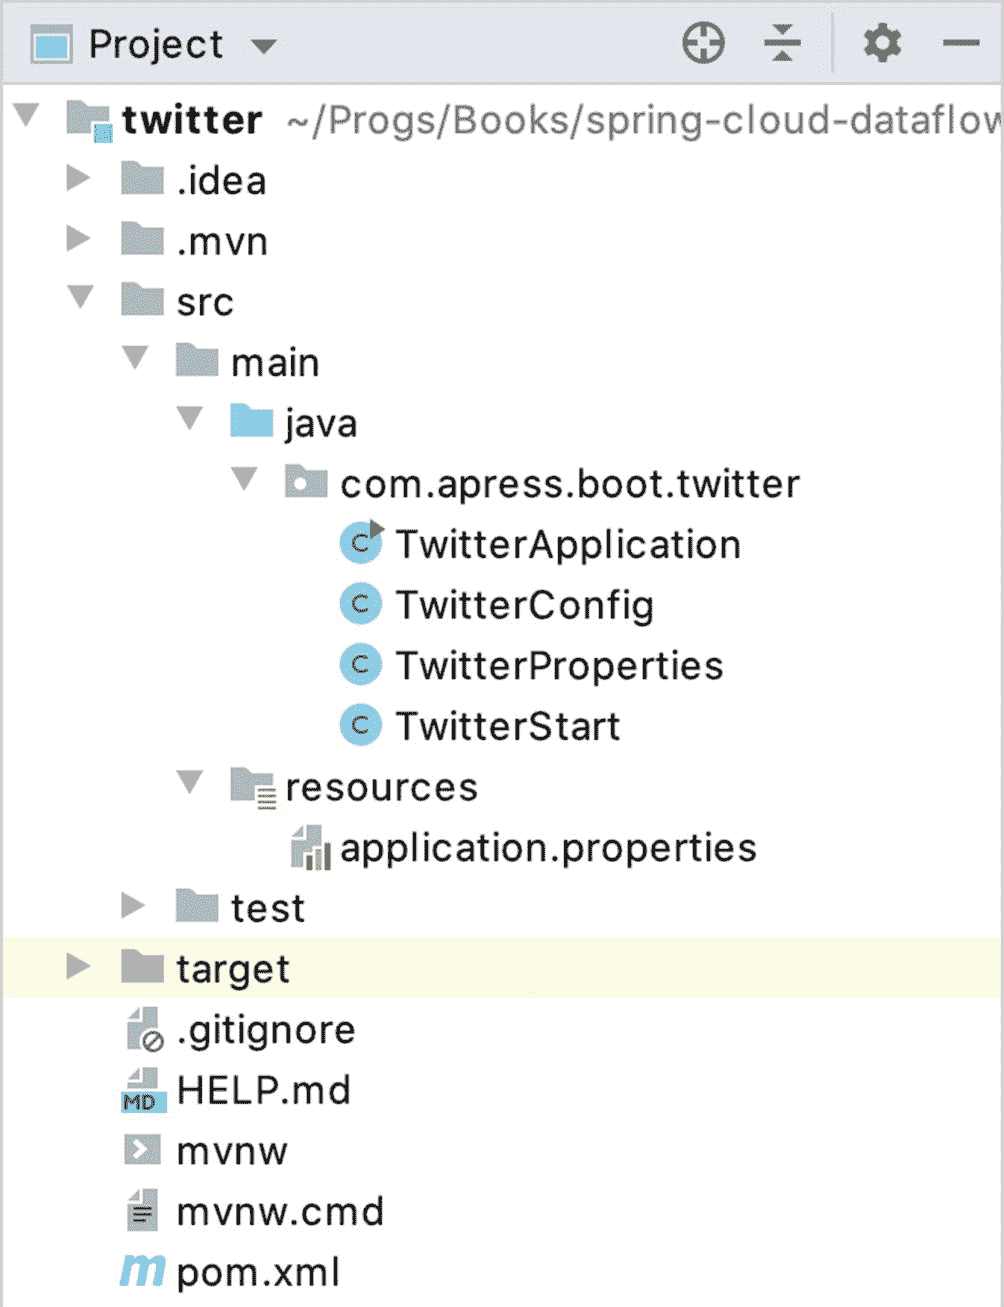 Project
twitter ~/Progs/Books/spring-cloud-dataflow
.idea
.mvn
src
main
java
com.apress.boot.twitter
C TwitterApplication
C TwitterConfig
C TwitterProperties
C TwitterStart
resources
application.properties
test
target
.gitignore
MD HELP.md
mvnw
mvnw.cmd
m pom.xml